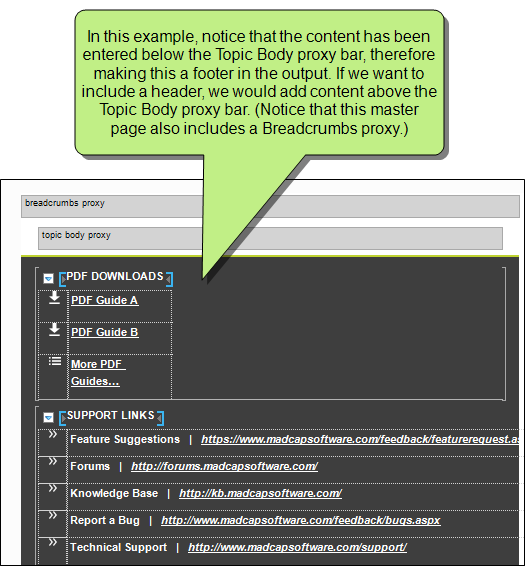 In this example, notice that the content has been
entered below the Topic Body proxy bar, therefore
making this a footer in the output. If we want to
include a header, we would add content above the
Topic Body proxy bar. (Notice that this master
page also includes a Breadcrumbs proxy.)
breadcrumbs proxy
topic body proxy
PDF DOWNLOADS
PDF Guide A
PDF Guide B
More PDF
Guides...
SUPPORT LINKS
Feature Suggestions | https://www.madcapsoftware.com/feedback/featurerequest.as
Forums | http://forums.madcapsoftware.com/
Knowledge Base | http://kb.madcapsoftware.com/
Report a Bug | http://www.madcapsoftware.com/feedback/bugs.aspx
Technical Support | http://www.madcapsoftware.com/support/